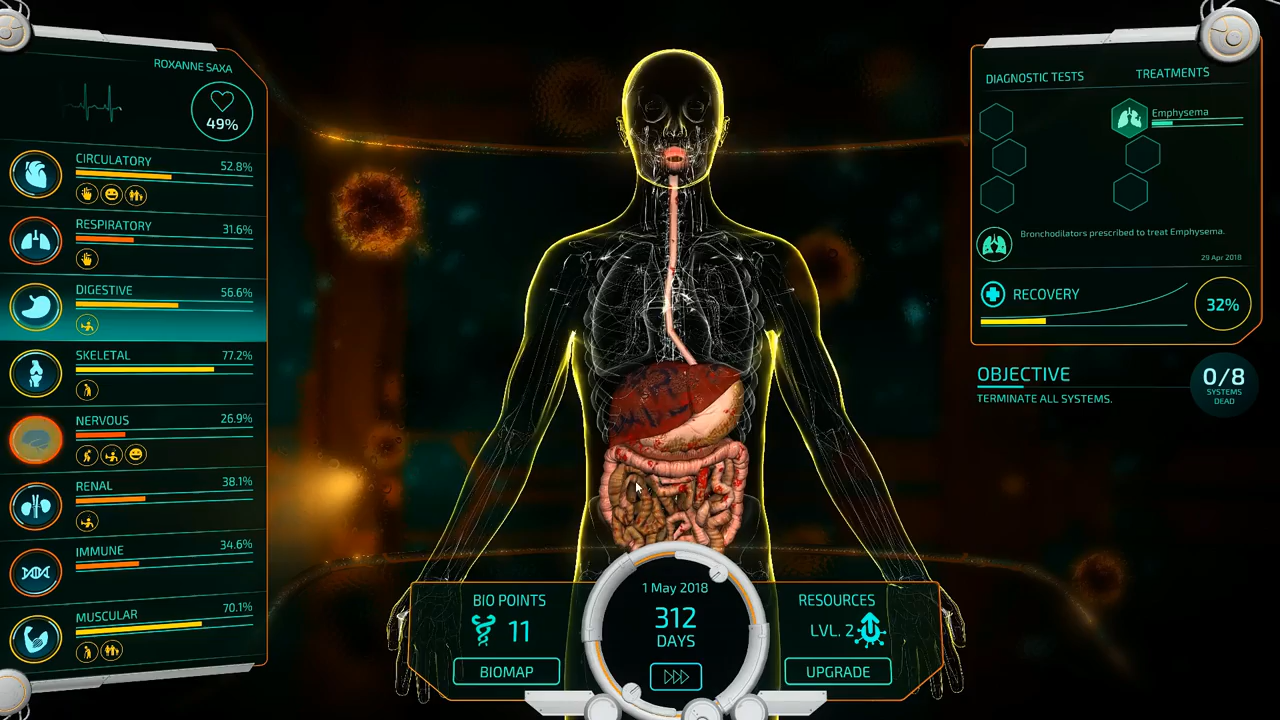 ROXANNE SAXA
49%
CIRCULATORY 52.8%
RESPIRATORY 31.6%
DIGESTIVE 56.6%
SKELETAL 77.2%
NERVOUS 26.9%
RENAL 38.1%
IMMUNE 34.6%
MUSCULAR 70.1%
BIO POINTS
11
BIOMAP
1 May 2018
312
DAYS
RESOURCES
LVL. 2
UPGRADE
DIAGNOSTIC TESTS TREATMENTS
Emphysema
Bronchodilators prescribed to treat Emphysema.
29 Apr 2018
RECOVERY 32%
OBJECTIVE
TERMINATE ALL SYSTEMS.
0/8
SYSTEMS
DEAD